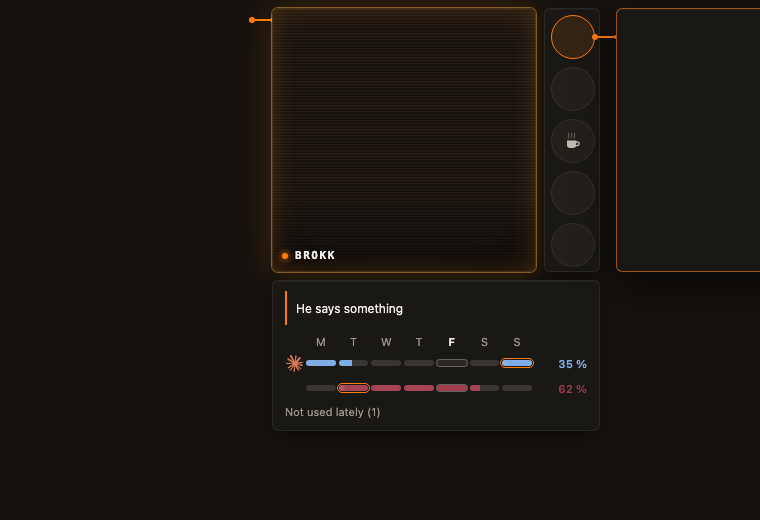 BROKK
He says something
M T W T F S S
35 %
62 %
Not used lately (1)